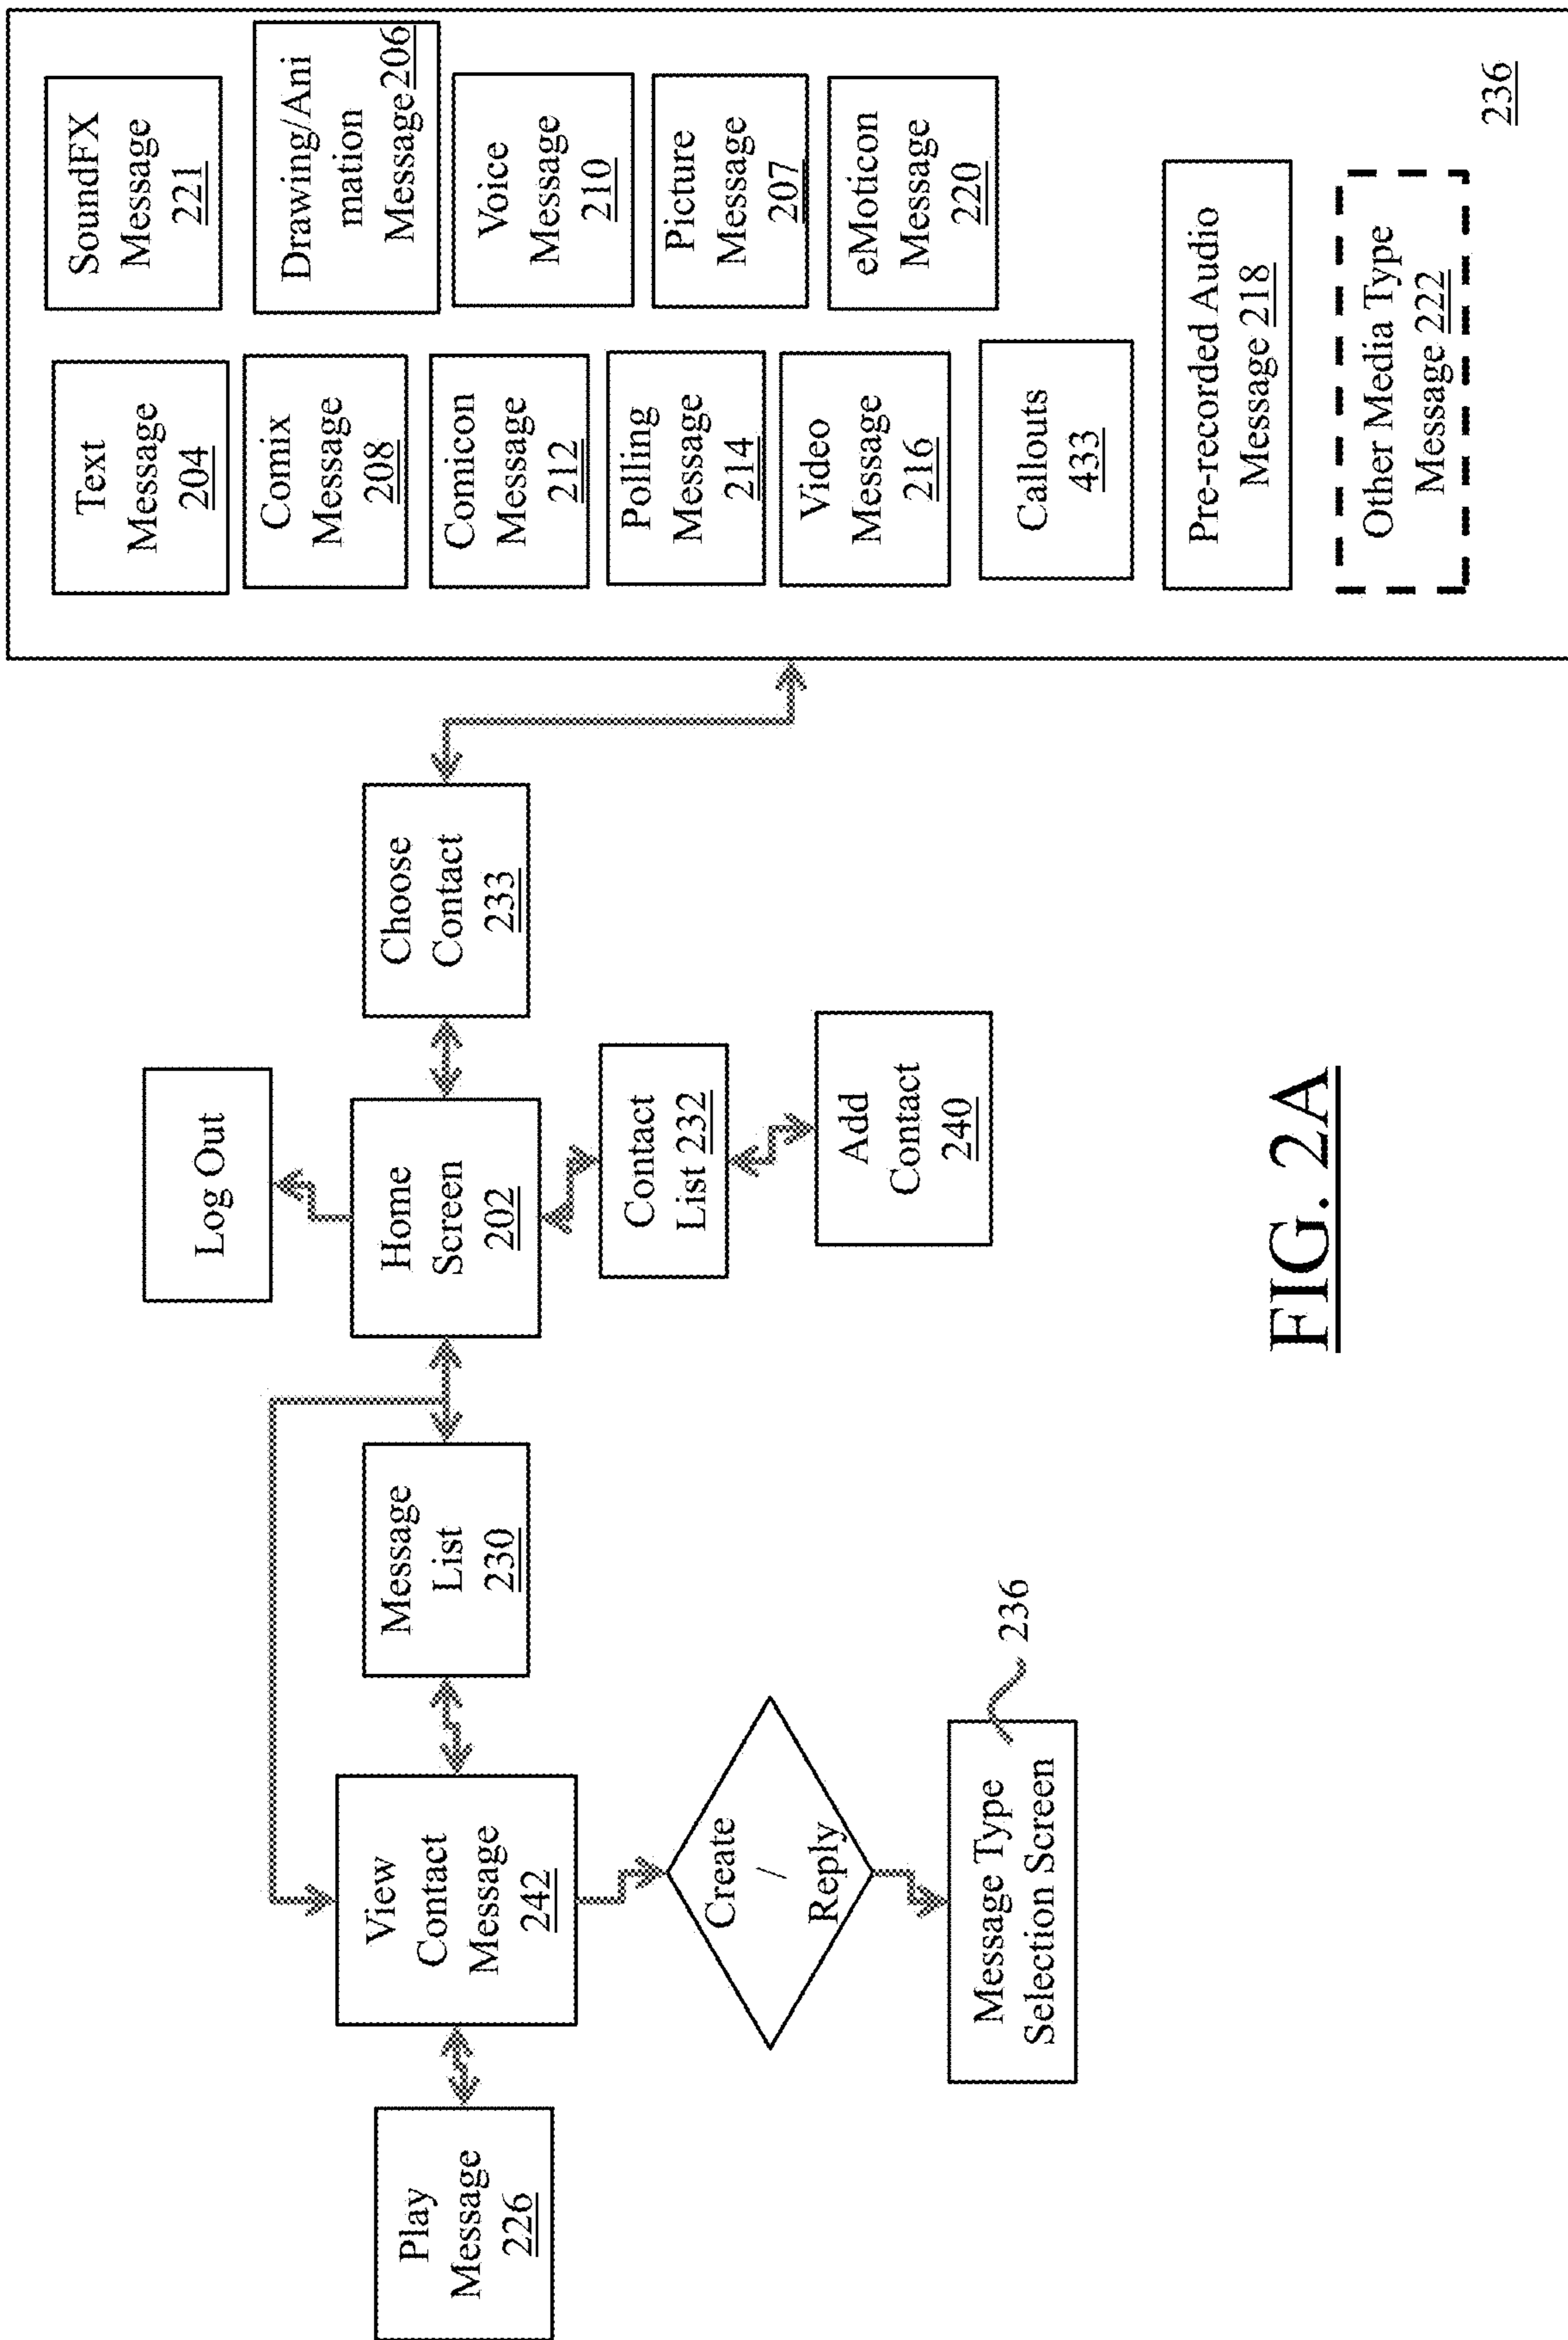 Play
Message
226
View
Contact
Message
242
Create
/
Reply
Message Type
Selection Screen
236
Message
List
230
Log Out
Home
Screen
202
Contact
List 232
Add
Contact
240
Choose
Contact
233
Text
Message
204
SoundFX
Message
221
Comix
Message
208
Drawing/Ani
mation
Message206
Comicon
Message
212
Voice
Message
210
Polling
Message
214
Picture
Message
207
Video
Message
216
eMoticon
Message
220
Callouts
433
Pre-recorded Audio
Message 218
Other Media Type
Message 222
236
FIG. 2A